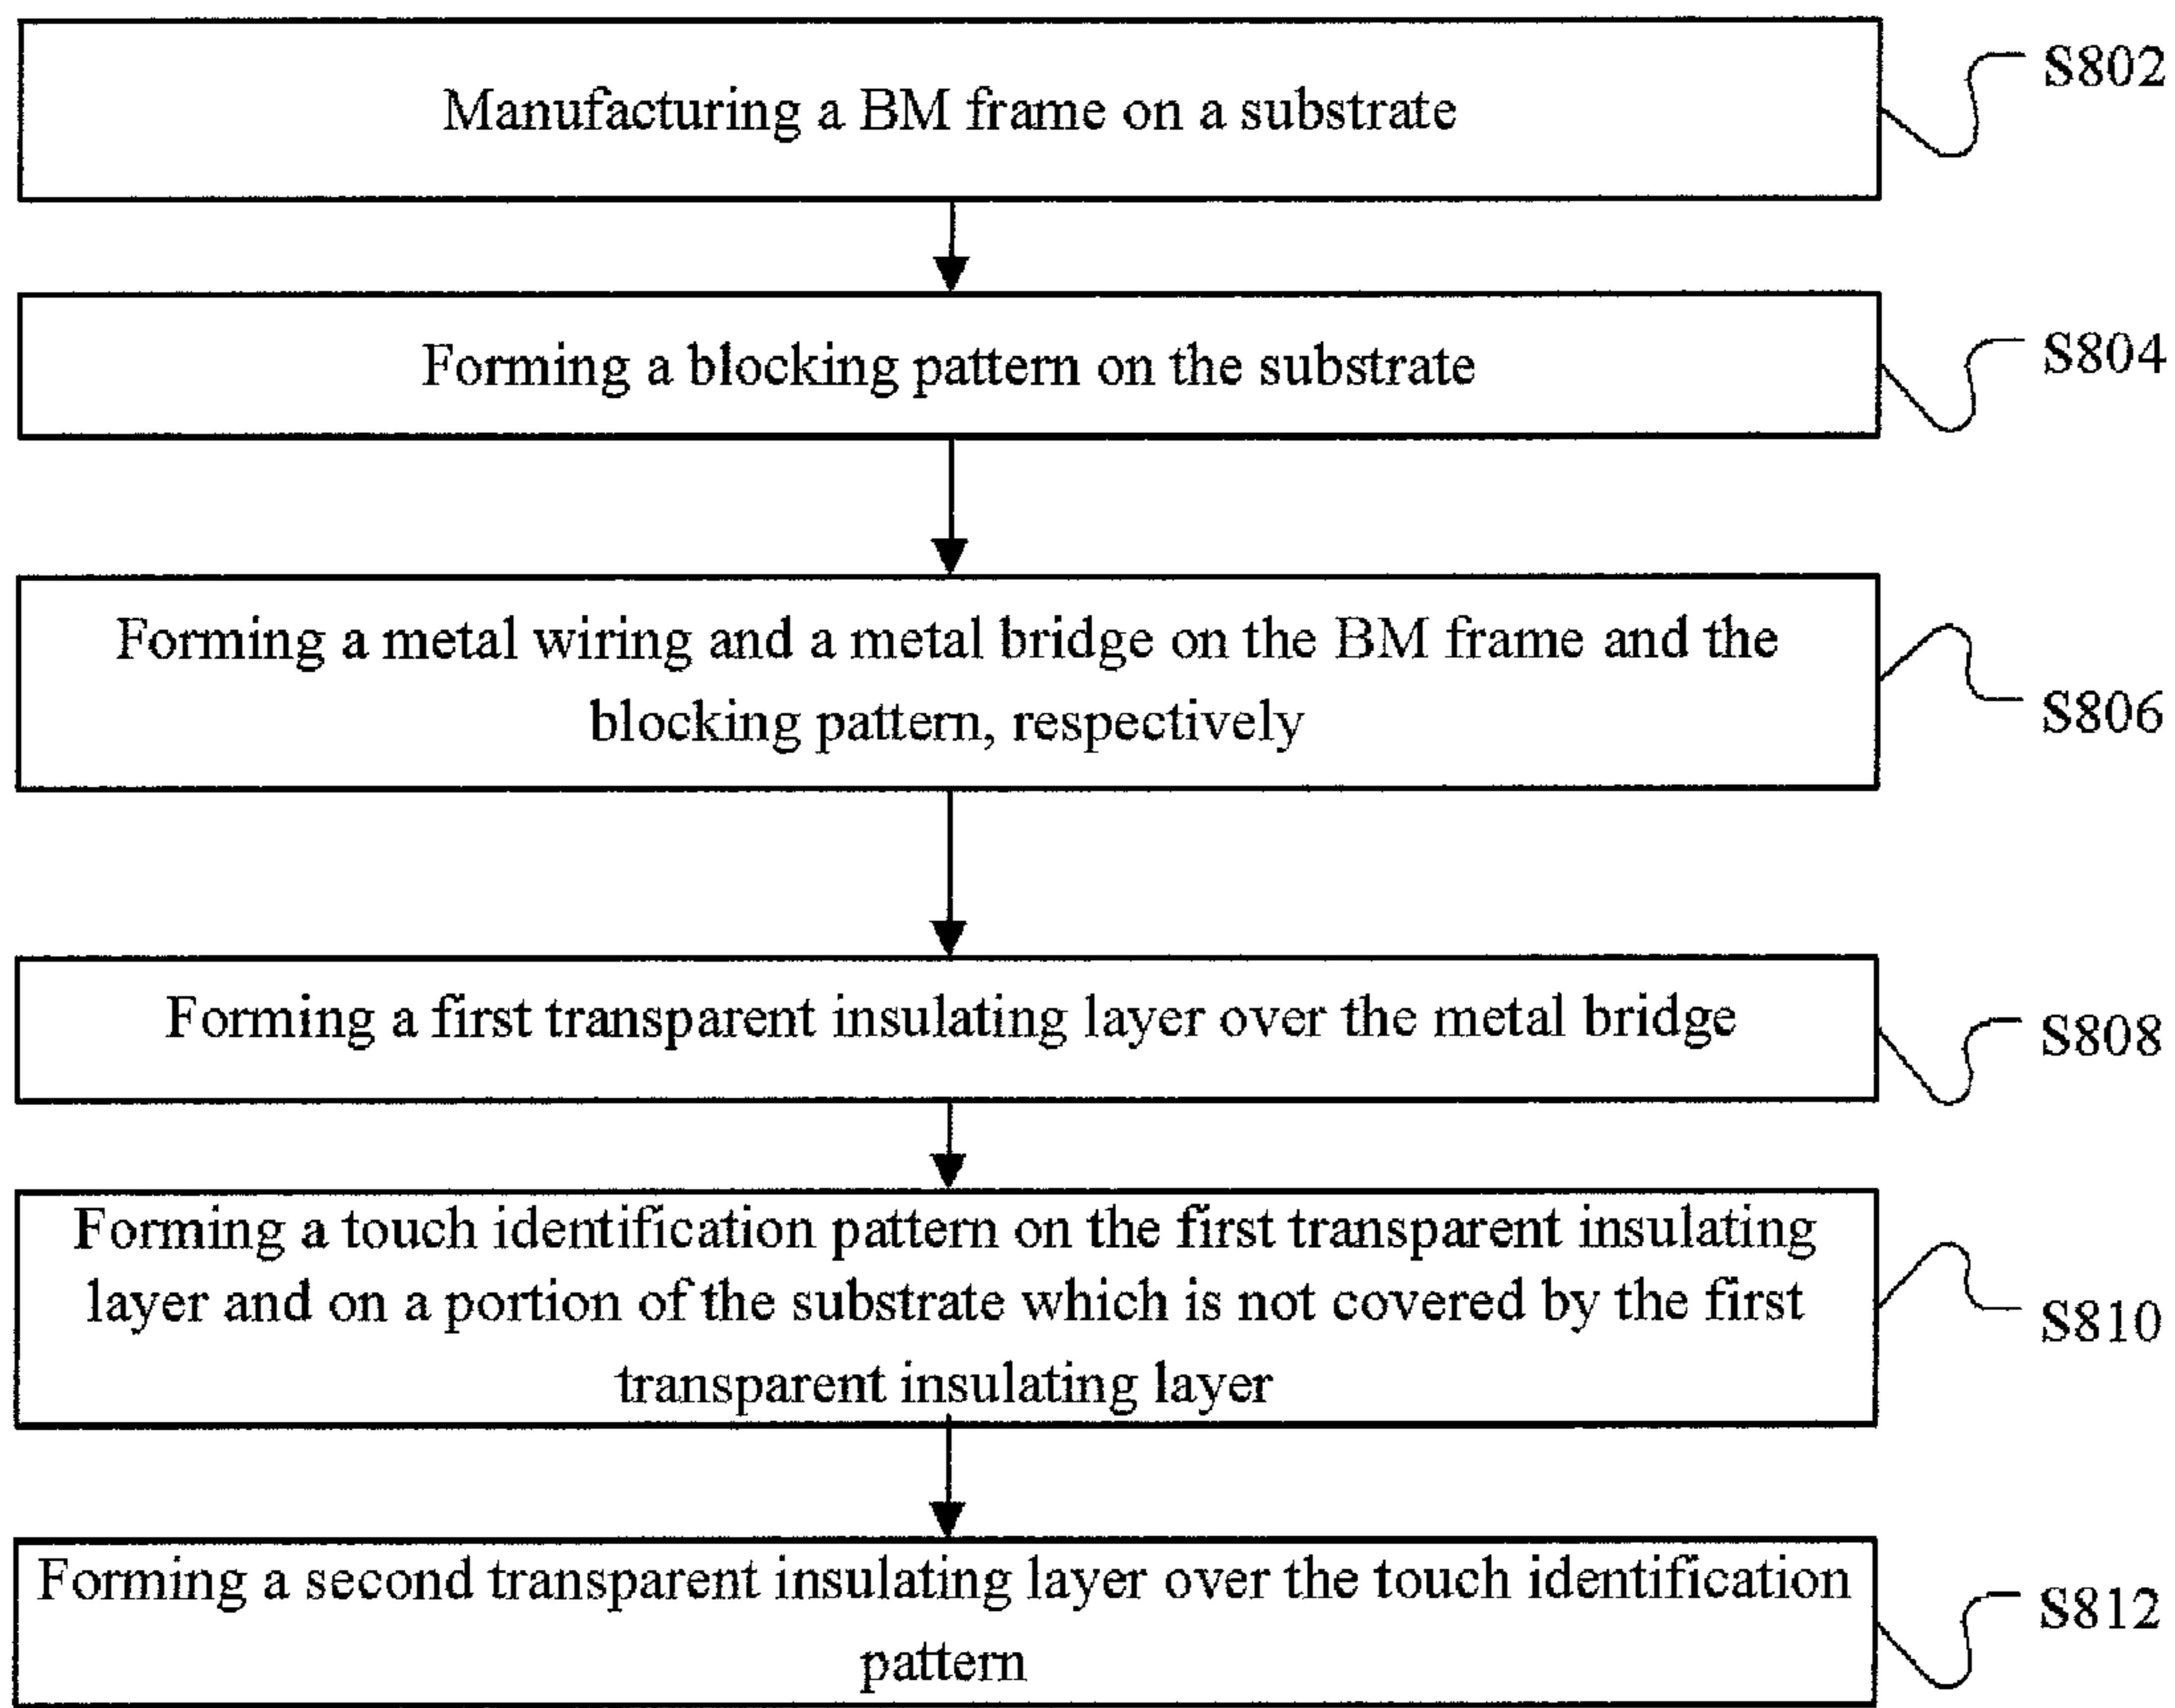 Manufacturing a BM frame on a substrate
S802
Forming a blocking pattern on the substrate
S804
Forming a metal wiring and a metal bridge on the BM frame and the
blocking pattern, respectively
S806
Forming a first transparent insulating layer over the metal bridge
S808
Forming a touch identification pattern on the first transparent insulating
layer and on a portion of the substrate which is not covered by the first
transparent insulating layer
S810
Forming a second transparent insulating layer over the touch identification
pattern
S812